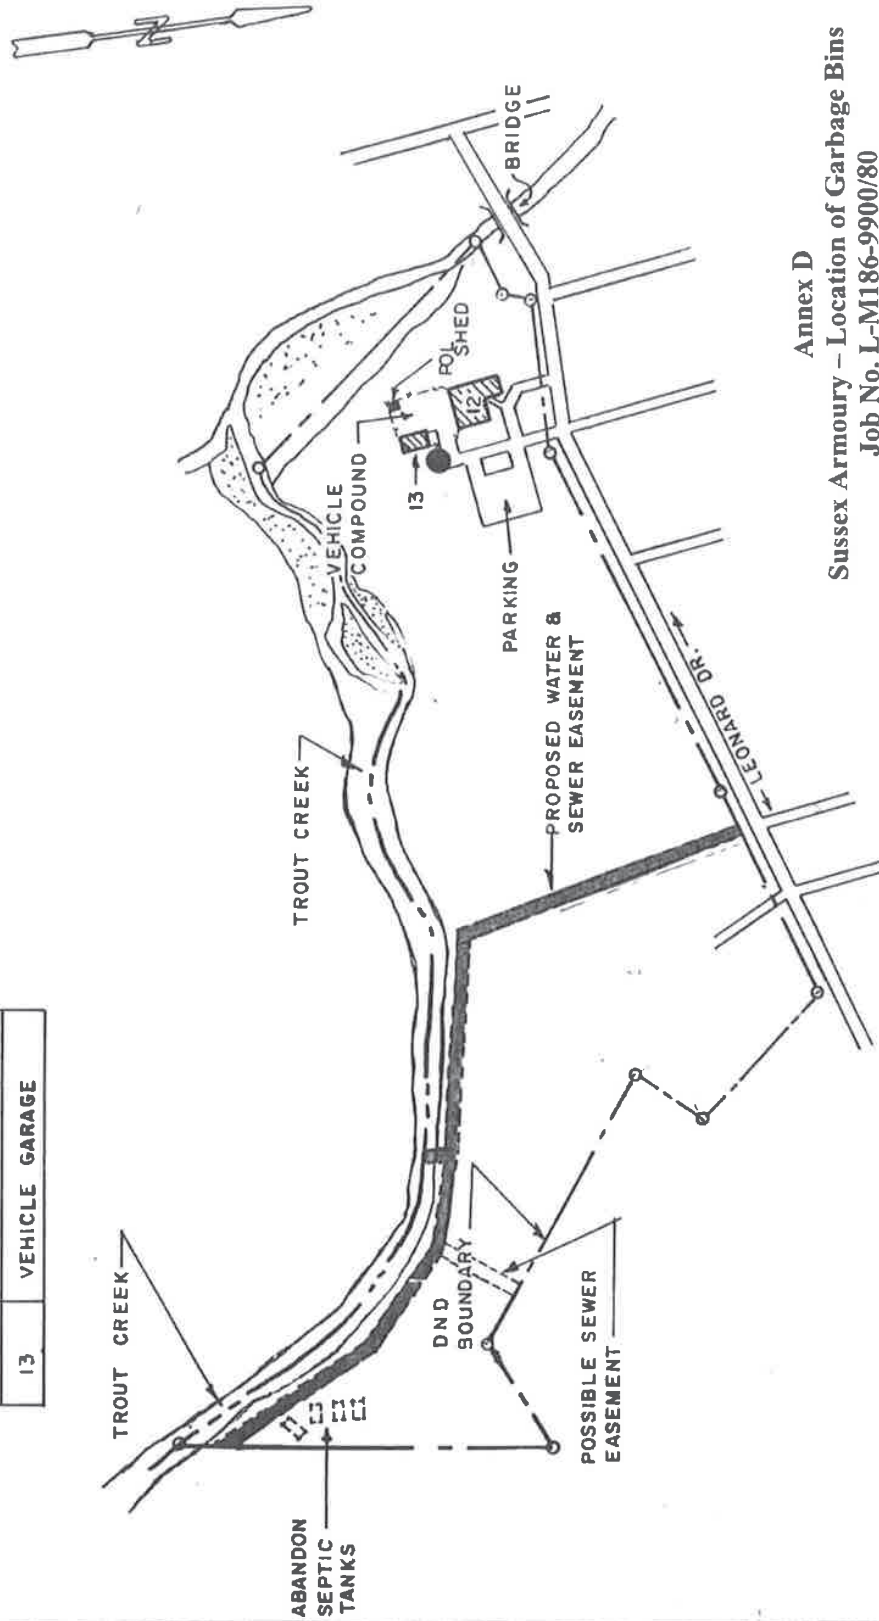 13 VEHICLE GARAGE
N
TROUT CREEK
TROUT CREEK
ABANDON
SEPTIC
TANKS
DND
BOUNDARY
POSSIBLE SEWER
EASEMENT
PROPOSED WATER &
SEWER EASEMENT
VEHICLE
COMPOUND
POL
SHED
13
12
PARKING
BRIDGE
LEONARD DR.
Annex D
Sussex Armoury – Location of Garbage Bins
Job No. L-M186-9900/80